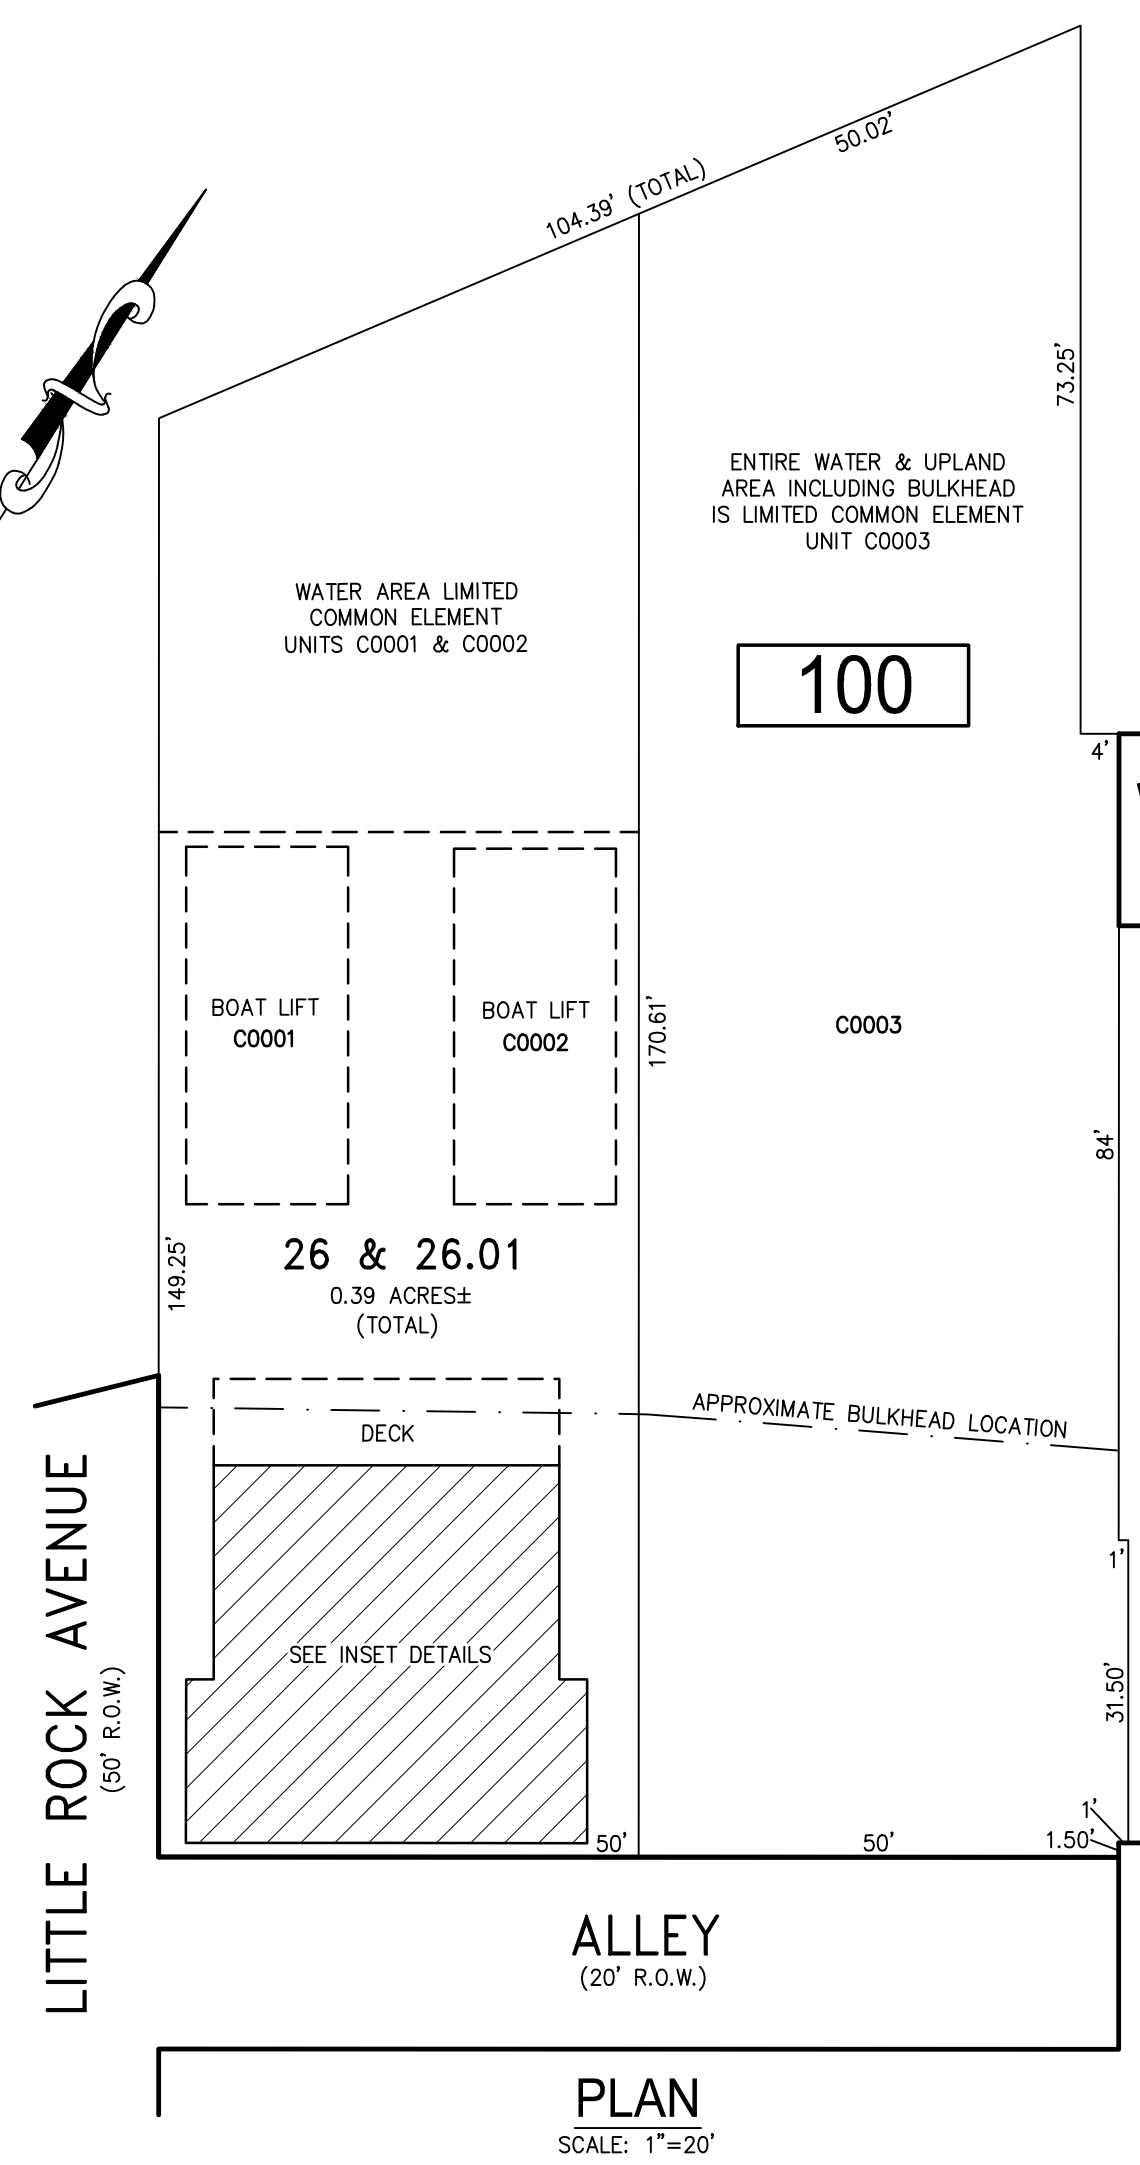 50.02'
104.39' (TOTAL)
73.25'
ENTIRE WATER & UPLAND
AREA INCLUDING BULKHEAD
IS LIMITED COMMON ELEMENT
UNIT C0003
WATER AREA LIMITED
COMMON ELEMENT
UNITS C0001 & C0002
100
4'
BOAT LIFT
C0001
BOAT LIFT
C0002
170.61'
C0003
84'
149.25'
26 & 26.01
0.39 ACRES±
(TOTAL)
APPROXIMATE BULKHEAD LOCATION
DECK
LITTLE ROCK AVENUE
(50' R.O.W.)
1'
SEE INSET DETAILS
31.50'
1'
1.50'
50'
50'
ALLEY
(20' R.O.W.)
PLAN
SCALE: 1"=20'